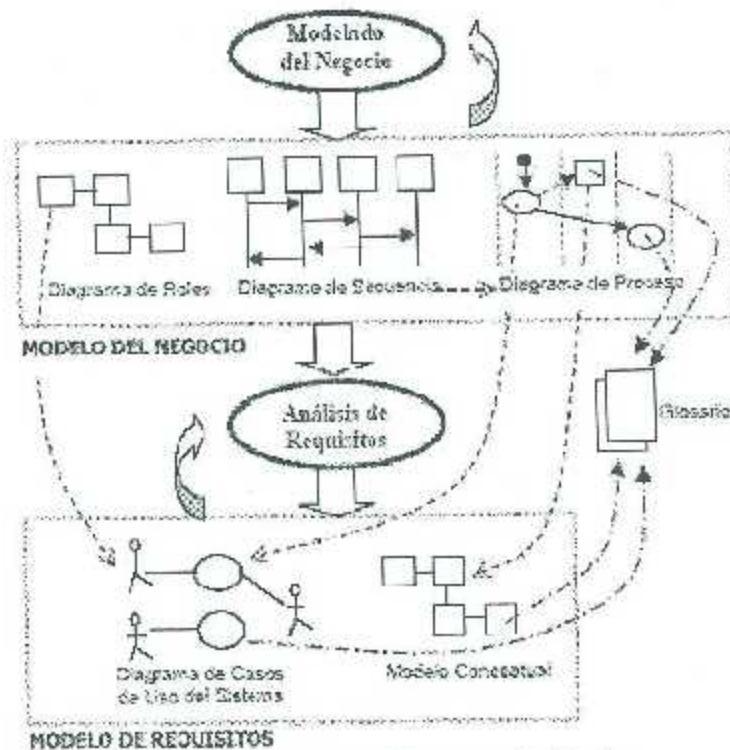 Modelado
del Negocio
Diagrama de Roles
Diagrama de Secuencia
Diagrama de Proceso
MODELO DEL NEGOCIO
Análisis de
Requisitos
Glosario
Diagrama de Casos
de Uso del Sistema
Modelo Conceptual
MODELO DE REQUISITOS